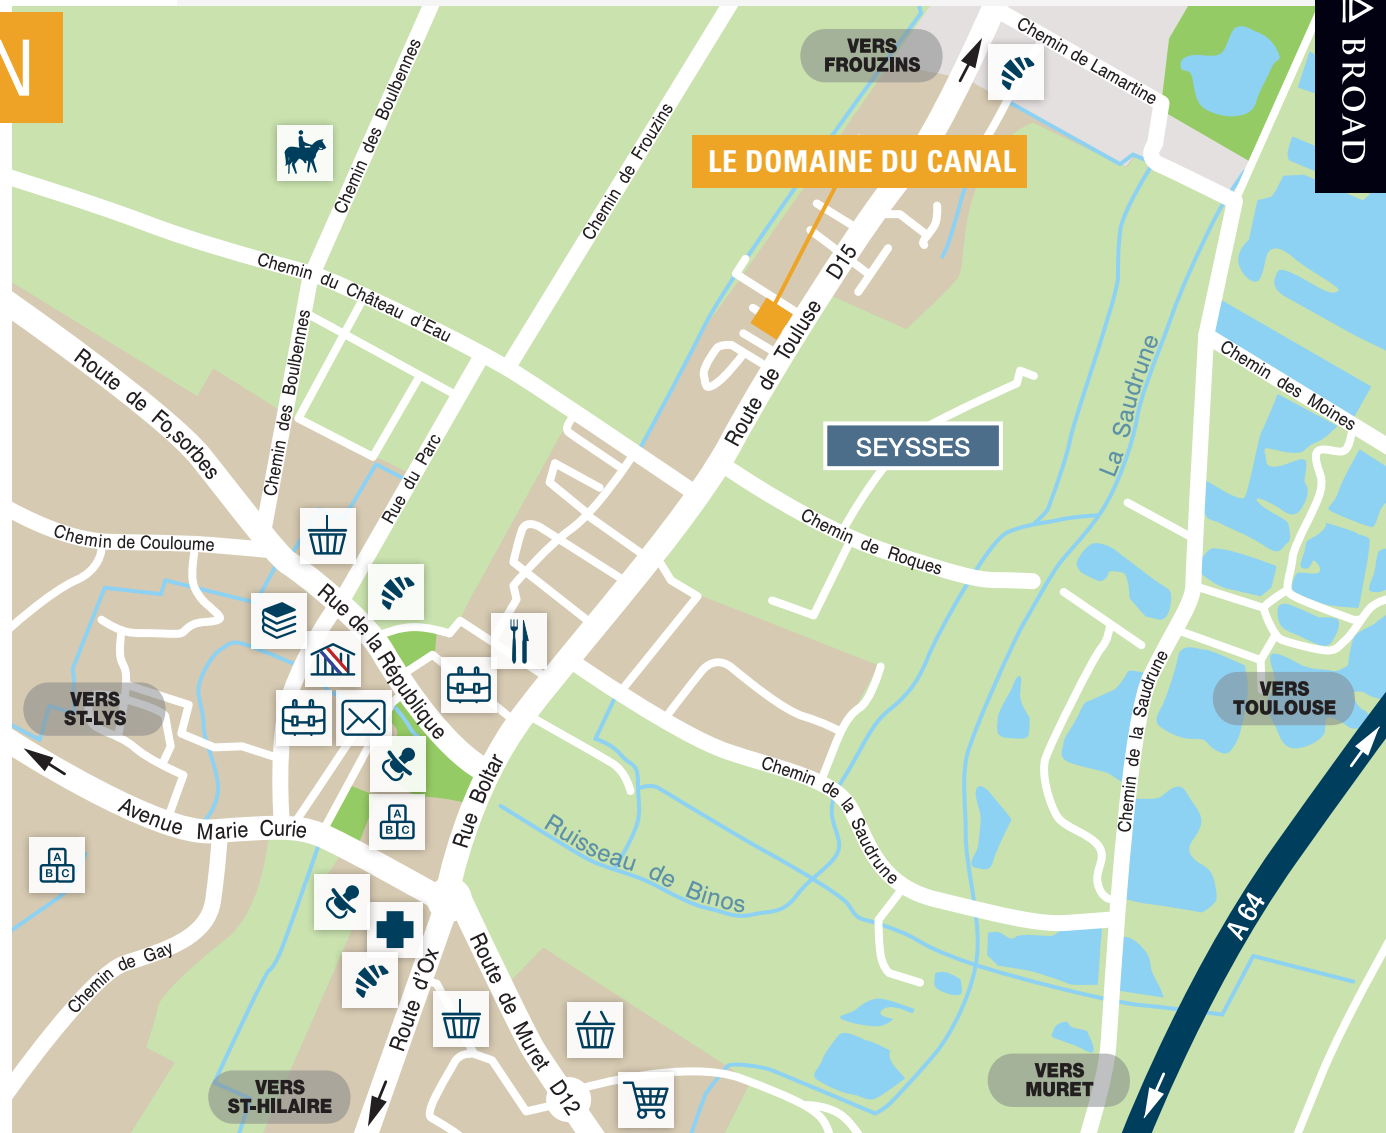 N
BROAD
VERS
FROUZINS
Chemin de Lamartine
Chemin des Boulbennes
Chemin de Frouzins
LE DOMAINE DU CANAL
Chemin du Château d'Eau
Route de Touluse D15
Route de Fo,sorbes
Chemin des Boulbennes
Rue du Parc
SEYSSES
La Saudrune
Chemin des Moines
Chemin de Couloume
Chemin de Roques
Rue de la République
VERS
ST-LYS
VERS
TOULOUSE
Chemin de la Saudrune
Chemin de la Saudrune
Rue Boltar
Avenue Marie Curie
A
B C
A
B C
Ruisseau de Binos
A 64
Chemin de Gay
Route d'Ox
Route de Muret D12
VERS
ST-HILAIRE
VERS
MURET